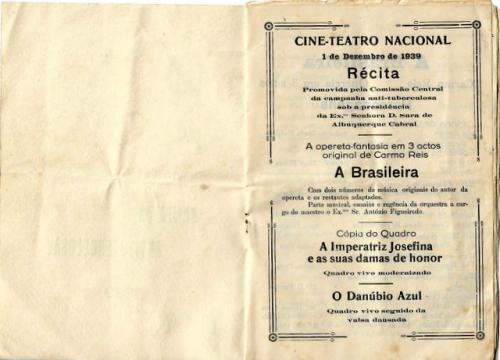 CINE-TEATRO NACIONAL
1 de Dezembro de 1939
Récita
Promovida pela Comissão Central
da campanha anti-tuberculosa
sob a presidência
da Ex.ma Senhora D. Sara de
Albuquerque Cabral
A opereta-fantasia em 3 actos
original de Carmo Reis
A Brasileira
Com dois números de música originais do autor da
opereta e os restantes adaptados.
Parte musical, ensaios e regência da orquestra a car-
go do maestro o Ex.mo Sr. António Figueiredo.
Cópia do Quadro
A Imperatriz Josefina
e as suas damas de honor
Quadro vivo modernizado
O Danúbio Azul
Quadro vivo seguido da
valsa dansada